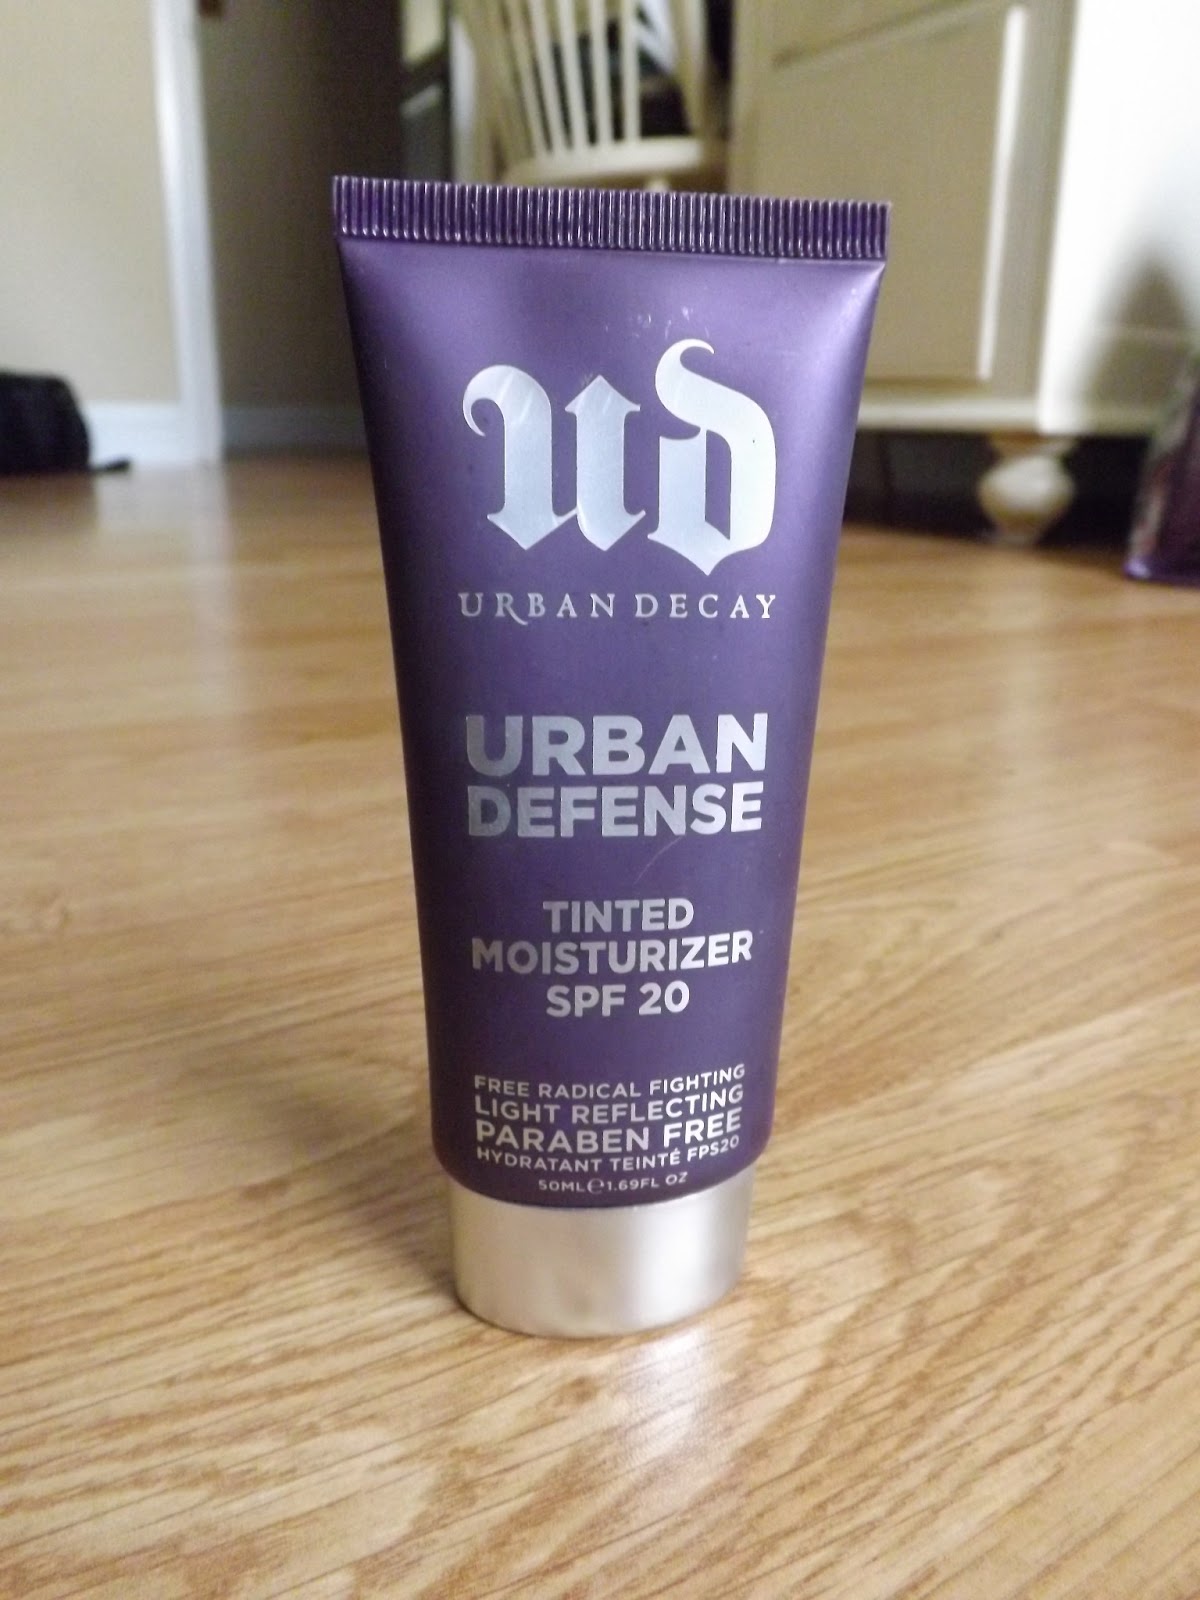 UD
URBAN DECAY
URBAN
DEFENSE
TINTED
MOISTURIZER
SPF 20
FREE RADICAL FIGHTING
LIGHT REFLECTING
PARABEN FREE
HYDRATANT TEINTÉ FPS20
50ML℮1.69FL OZ